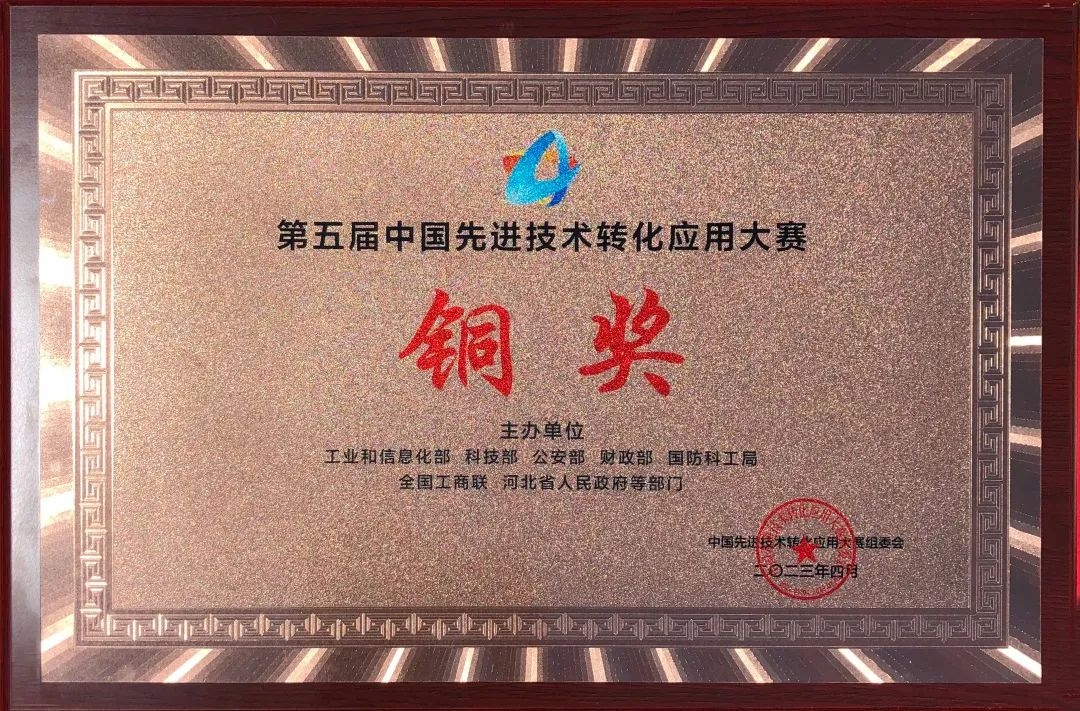 第五届中国先进技术转化应用大赛
铜奖
主办单位
工业和信息化部 科技部 公安部 财政部 国防科工局
全国工商联 河北省人民政府等部门
中国先进技术转化应用大赛组委会
二〇二三年四月